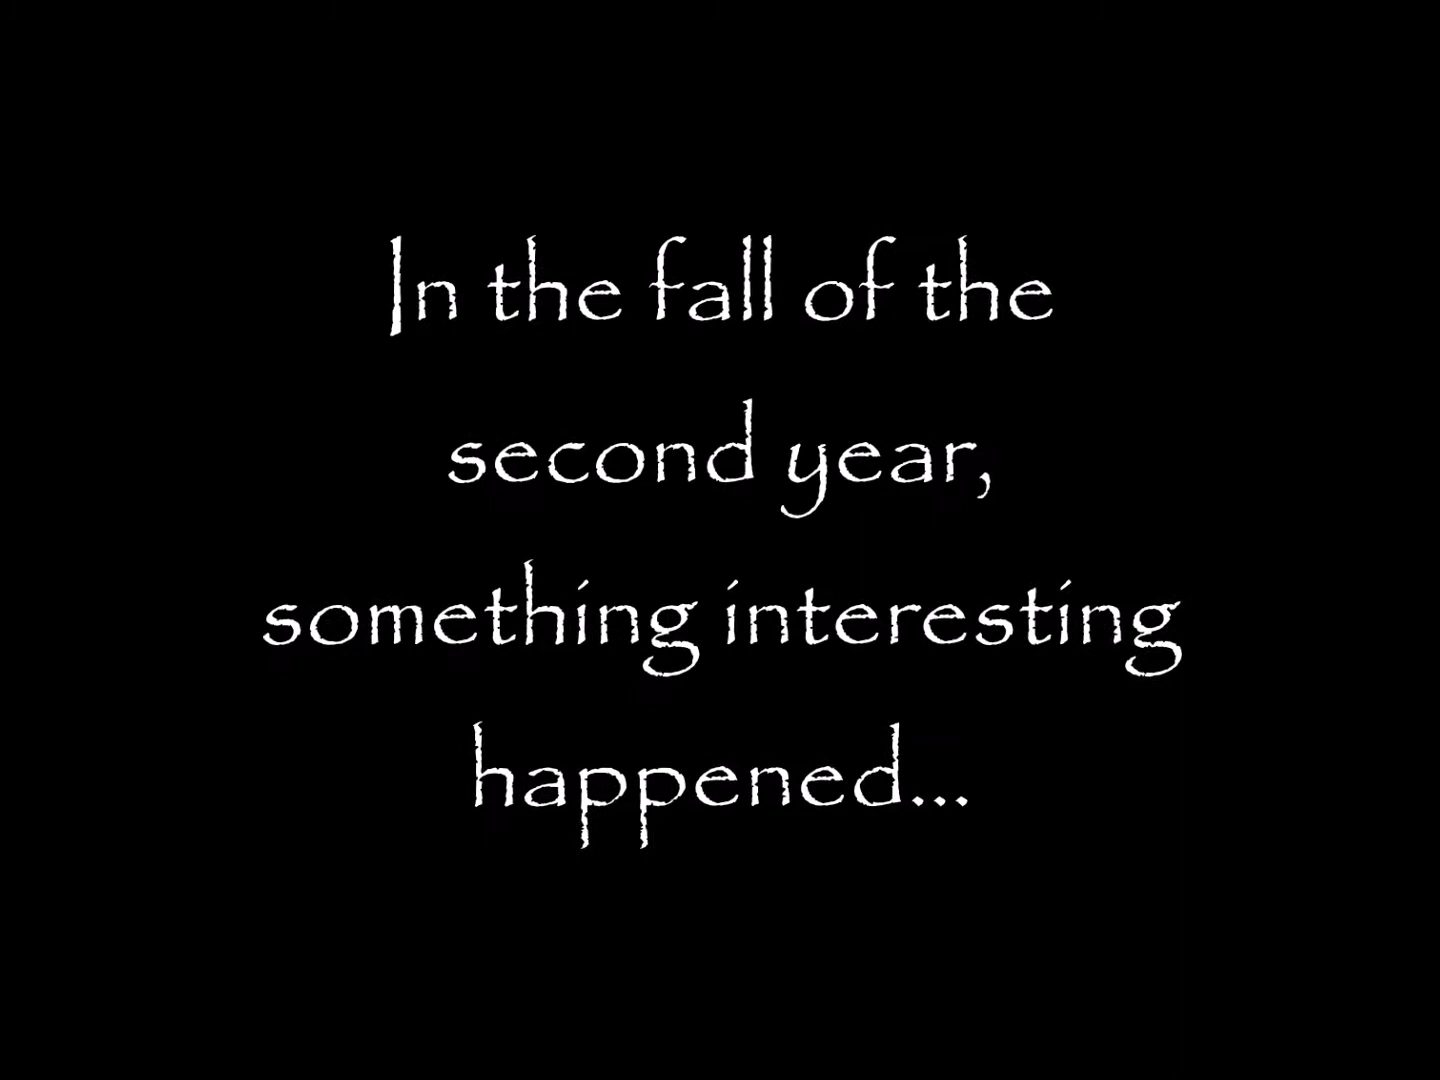 In the fall of the
second year,
something interesting
happened...